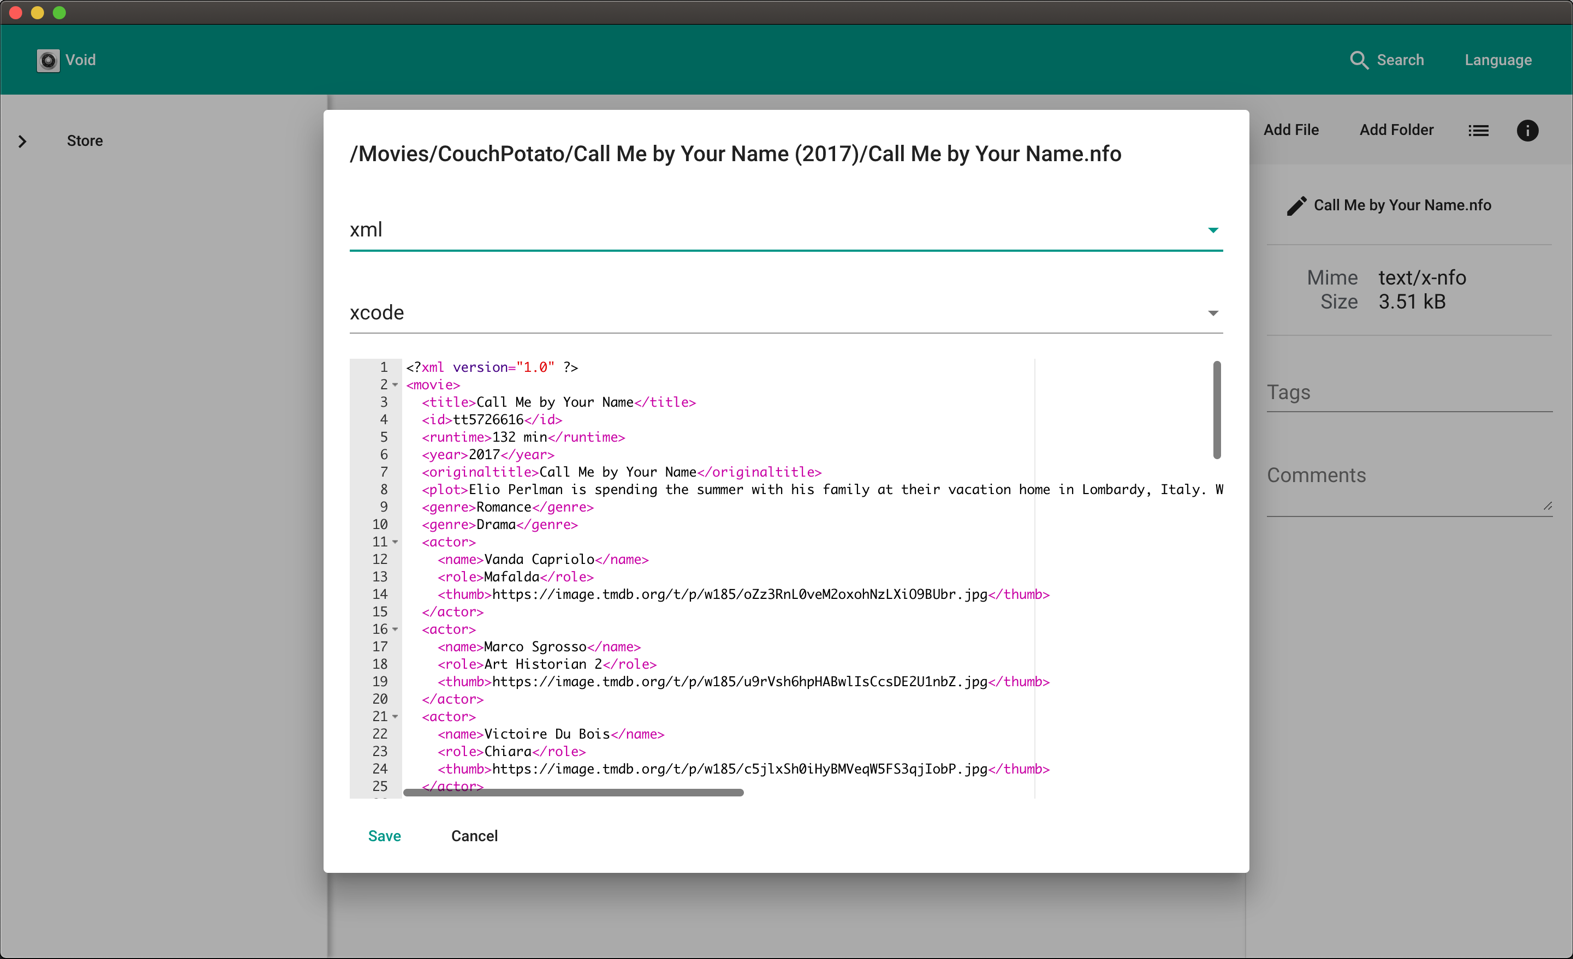 Void
Search
Language
Store
Add File
Add Folder
/Movies/CouchPotato/Call Me by Your Name (2017)/Call Me by Your Name.nfo
xml
xcode
1 <?xml version="1.0" ?>
2 <movie>
3 <title>Call Me by Your Name</title>
4 <id>tt5726616</id>
5 <runtime>132 min</runtime>
6 <year>2017</year>
7 <originaltitle>Call Me by Your Name</originaltitle>
8 <plot>Elio Perlman is spending the summer with his family at their vacation home in Lombardy, Italy. W
9 <genre>Romance</genre>
10 <genre>Drama</genre>
11 <actor>
12 <name>Vanda Capriolo</name>
13 <role>Mafalda</role>
14 <thumb>https://image.tmdb.org/t/p/w185/oZz3RnL0veM2oxohNzLXiO9BUbr.jpg</thumb>
15 </actor>
16 <actor>
17 <name>Marco Sgrosso</name>
18 <role>Art Historian 2</role>
19 <thumb>https://image.tmdb.org/t/p/w185/u9rVsh6hpHABwlIsCcsDE2U1nbZ.jpg</thumb>
20 </actor>
21 <actor>
22 <name>Victoire Du Bois</name>
23 <role>Chiara</role>
24 <thumb>https://image.tmdb.org/t/p/w185/c5jlxSh0iHyBMVeqW5FS3qjIobP.jpg</thumb>
25 </actor>
Save
Cancel
Call Me by Your Name.nfo
Mime text/x-nfo
Size 3.51 kB
Tags
Comments